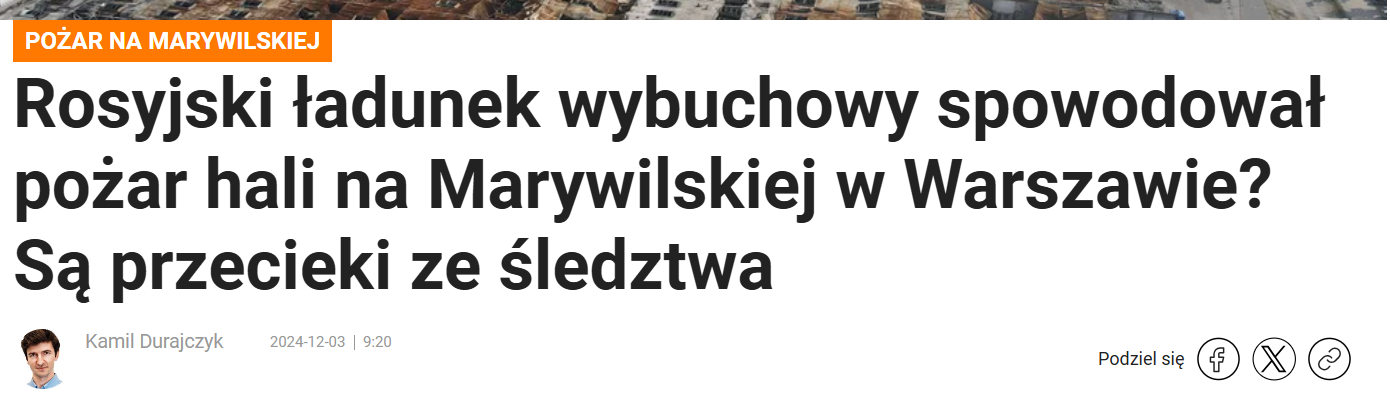 POŻAR NA MARYWILSKIEJ
Rosyjski ładunek wybuchowy spowodował
pożar hali na Marywilskiej w Warszawie?
Są przecieki ze śledztwa
Kamil Durajczyk 2024-12-03 | 9:20
Podziel się